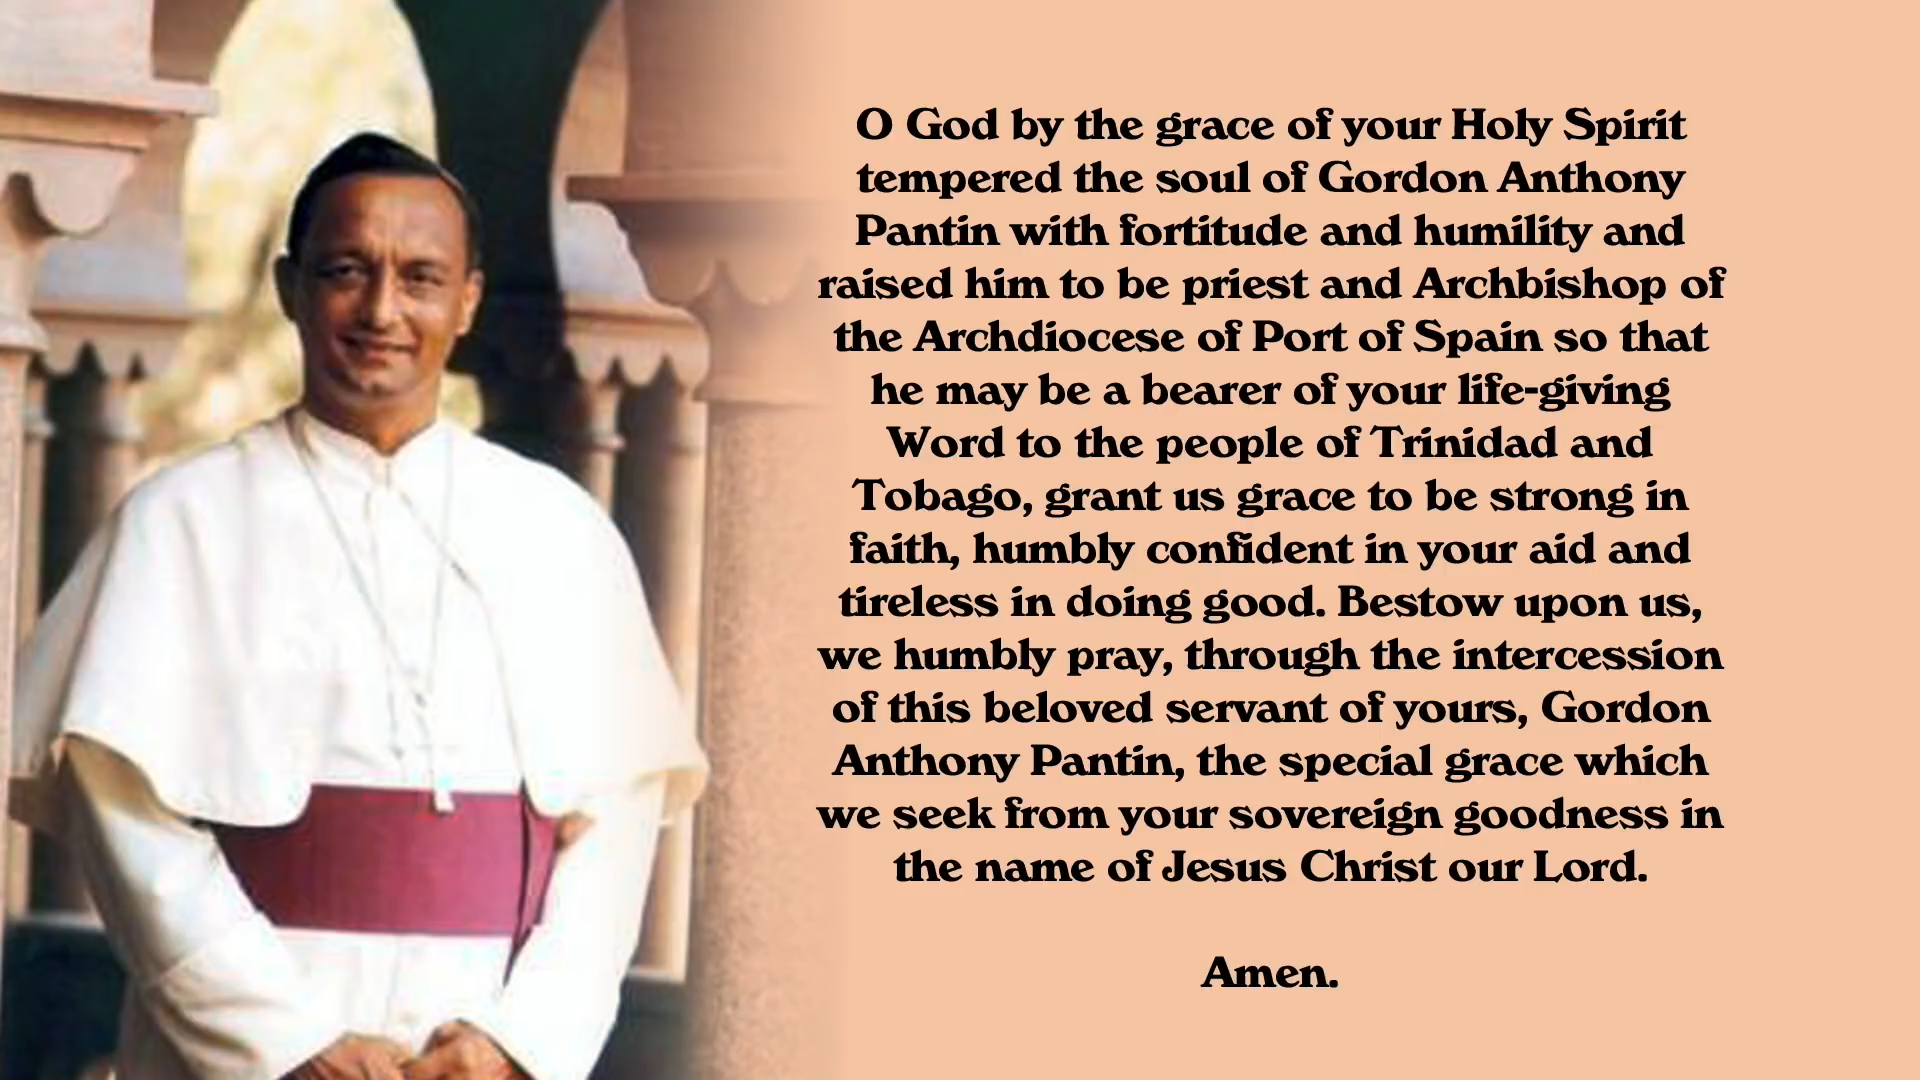 O God by the grace of your Holy Spirit
tempered the soul of Gordon Anthony
Pantin with fortitude and humility and
raised him to be priest and Archbishop of
the Archdiocese of Port of Spain so that
he may be a bearer of your life-giving
Word to the people of Trinidad and
Tobago, grant us grace to be strong in
faith, humbly confident in your aid and
tireless in doing good. Bestow upon us,
we humbly pray, through the intercession
of this beloved servant of yours, Gordon
Anthony Pantin, the special grace which
we seek from your sovereign goodness in
the name of Jesus Christ our Lord.
Amen.